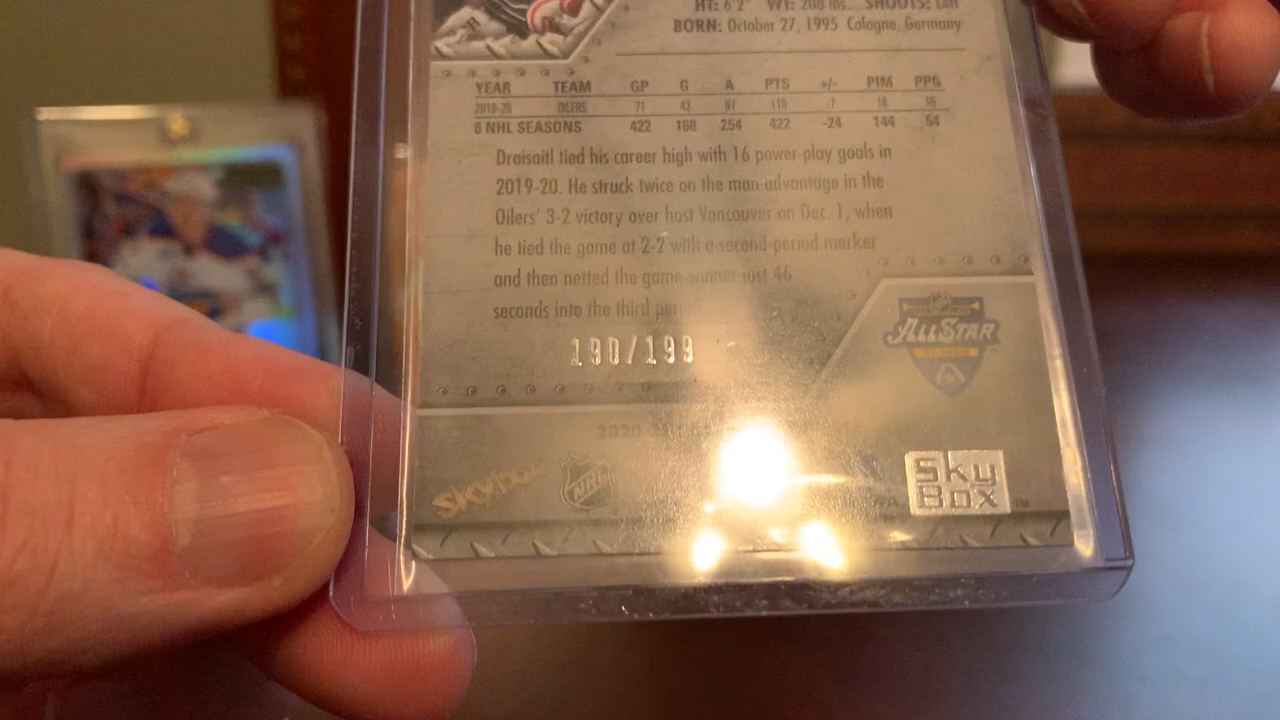 HT: 6'2" WT: 208 lbs. SHOOTS: Left
BORN: October 27, 1995 Cologne, Germany
YEAR TEAM GP G A PTS +/- PIM PPG
2019-20 OILERS 71 43 67 110 -7 18 16
6 NHL SEASONS 422 168 254 422 -24 144 54
Draisaitl tied his career high with 16 power-play goals in
2019-20. He struck twice on the man advantage in the
Oilers' 3-2 victory over host Vancouver on Dec. 1, when
he tied the game at 2-2 with a second-period marker
and then netted the game-winner just 46
seconds into the third
190/199
ALL STAR
2020
Skybox NHL
Sky
Box
TM